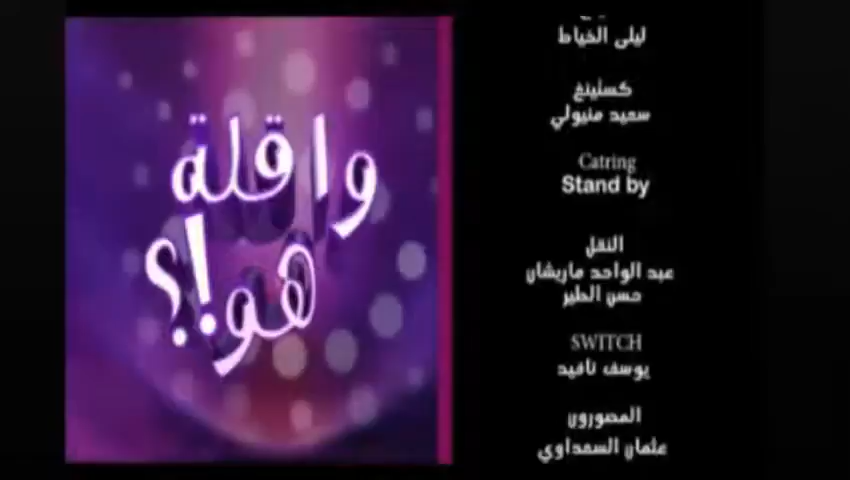 واقلة
هو!؟
ليلى الخياط
كستينغ
سعيد منيولي
Catring
Stand by
النقل
عبد الواحد ماريشان
حسن الطير
SWITCH
يوسف نافيد
المصورون
عثمان السعداوي